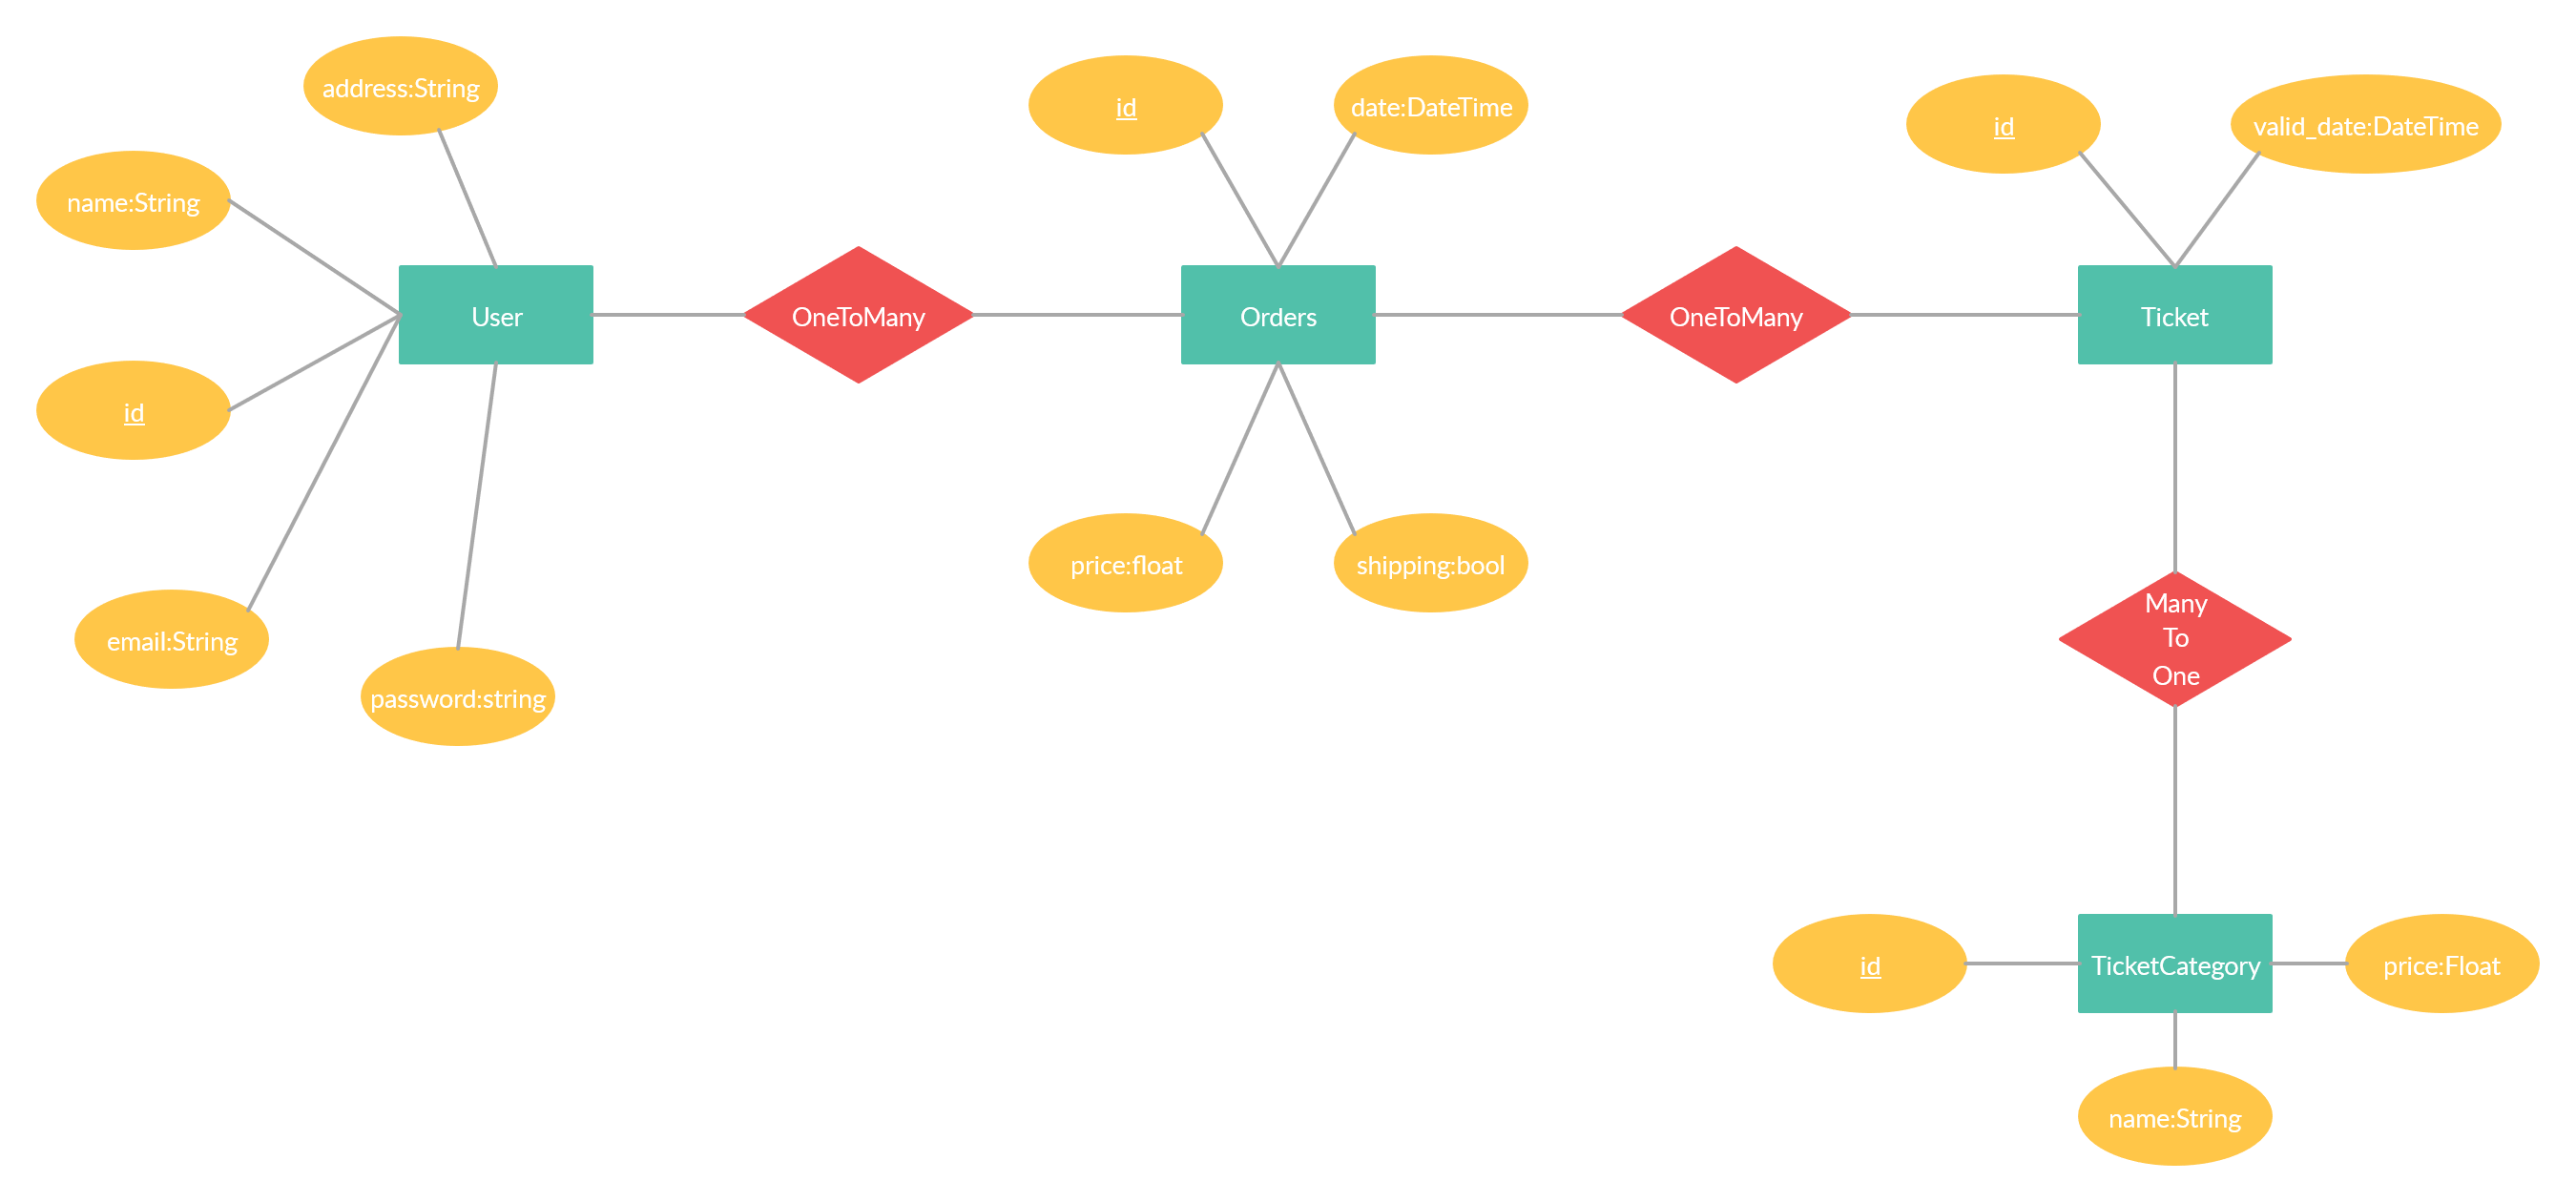 address:String
id
date:DateTime
id
valid_date:DateTime
name:String
User
OneToMany
Orders
OneToMany
Ticket
id
price:float
shipping:bool
email:String
Many
To
One
password:string
id
TicketCategory
price:Float
name:String